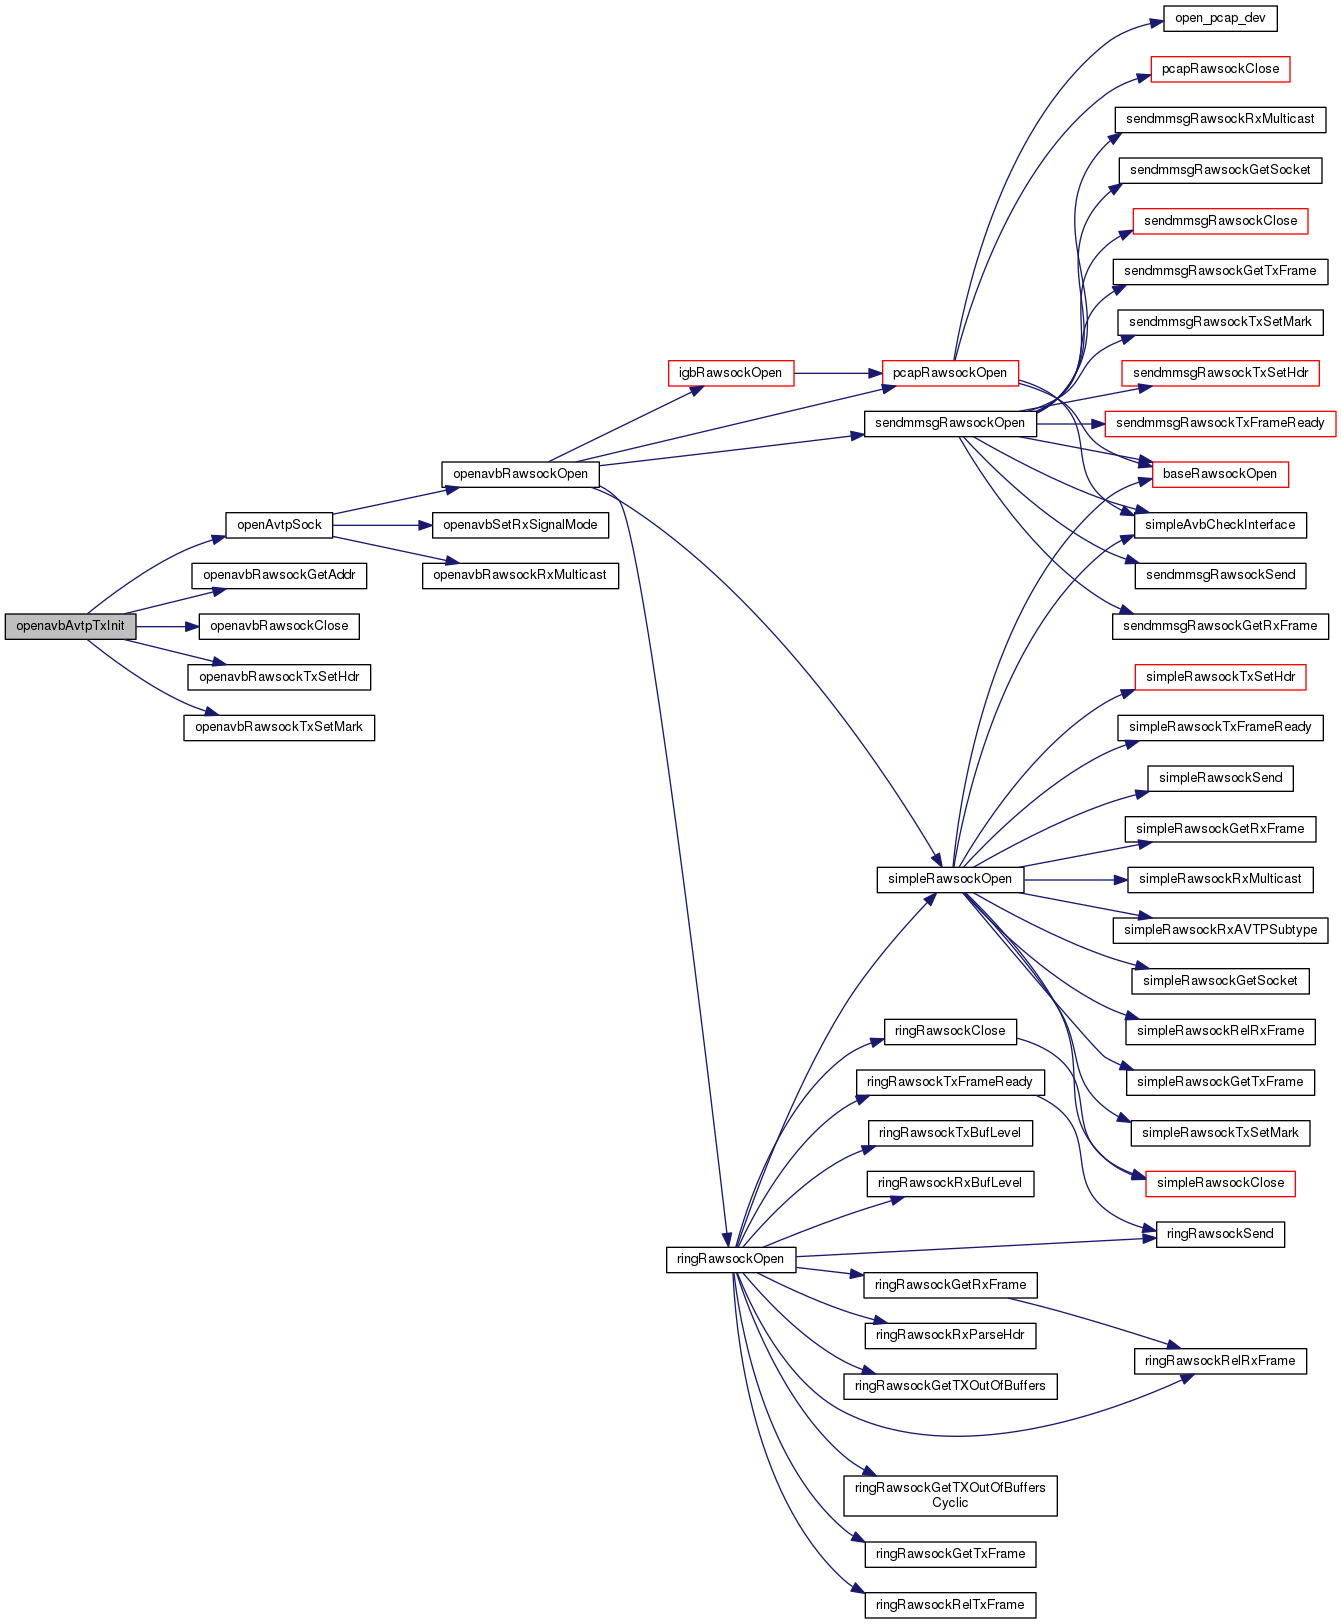 open_pcap_dev
pcapRawsockClose
sendmmsgRawsockRxMulticast
sendmmsgRawsockGetSocket
sendmmsgRawsockClose
sendmmsgRawsockGetTxFrame
sendmmsgRawsockTxSetMark
igbRawsockOpen
pcapRawsockOpen
sendmmsgRawsockTxSetHdr
sendmmsgRawsockOpen
sendmmsgRawsockTxFrameReady
openavbRawsockOpen
baseRawsockOpen
openAvtpSock
openavbSetRxSignalMode
simpleAvbCheckInterface
openavbRawsockGetAddr
openavbRawsockRxMulticast
sendmmsgRawsockSend
openavbAvtpTxInit
openavbRawsockClose
sendmmsgRawsockGetRxFrame
openavbRawsockTxSetHdr
simpleRawsockTxSetHdr
openavbRawsockTxSetMark
simpleRawsockTxFrameReady
simpleRawsockSend
simpleRawsockGetRxFrame
simpleRawsockOpen
simpleRawsockRxMulticast
simpleRawsockRxAVTPSubtype
simpleRawsockGetSocket
ringRawsockClose
simpleRawsockRelRxFrame
ringRawsockTxFrameReady
simpleRawsockGetTxFrame
ringRawsockTxBufLevel
simpleRawsockTxSetMark
ringRawsockRxBufLevel
simpleRawsockClose
ringRawsockSend
ringRawsockOpen
ringRawsockGetRxFrame
ringRawsockRxParseHdr
ringRawsockRelRxFrame
ringRawsockGetTXOutOfBuffers
ringRawsockGetTXOutOfBuffers
Cyclic
ringRawsockGetTxFrame
ringRawsockRelTxFrame